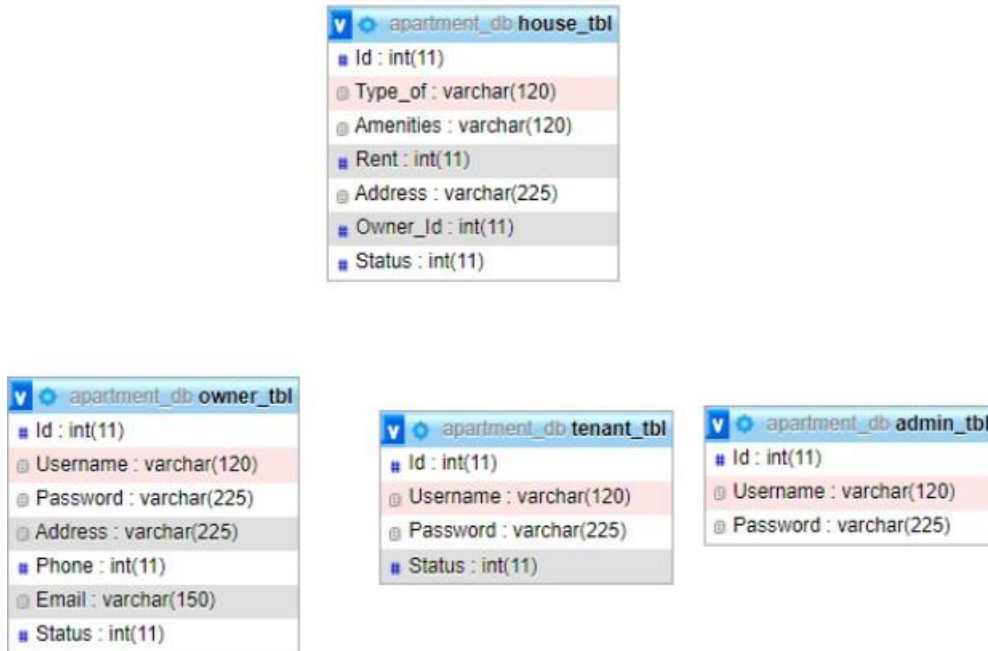 v apartment_db house_tbl
# Id : int(11)
Type_of : varchar(120)
Amenities : varchar(120)
# Rent : int(11)
Address : varchar(225)
# Owner_Id : int(11)
# Status : int(11)
v apartment_db owner_tbl
# Id : int(11)
Username : varchar(120)
Password : varchar(225)
Address : varchar(225)
# Phone : int(11)
Email : varchar(150)
# Status : int(11)
v apartment_db tenant_tbl
# Id : int(11)
Username : varchar(120)
Password : varchar(225)
# Status : int(11)
v apartment_db admin_tbl
# Id : int(11)
Username : varchar(120)
Password : varchar(225)